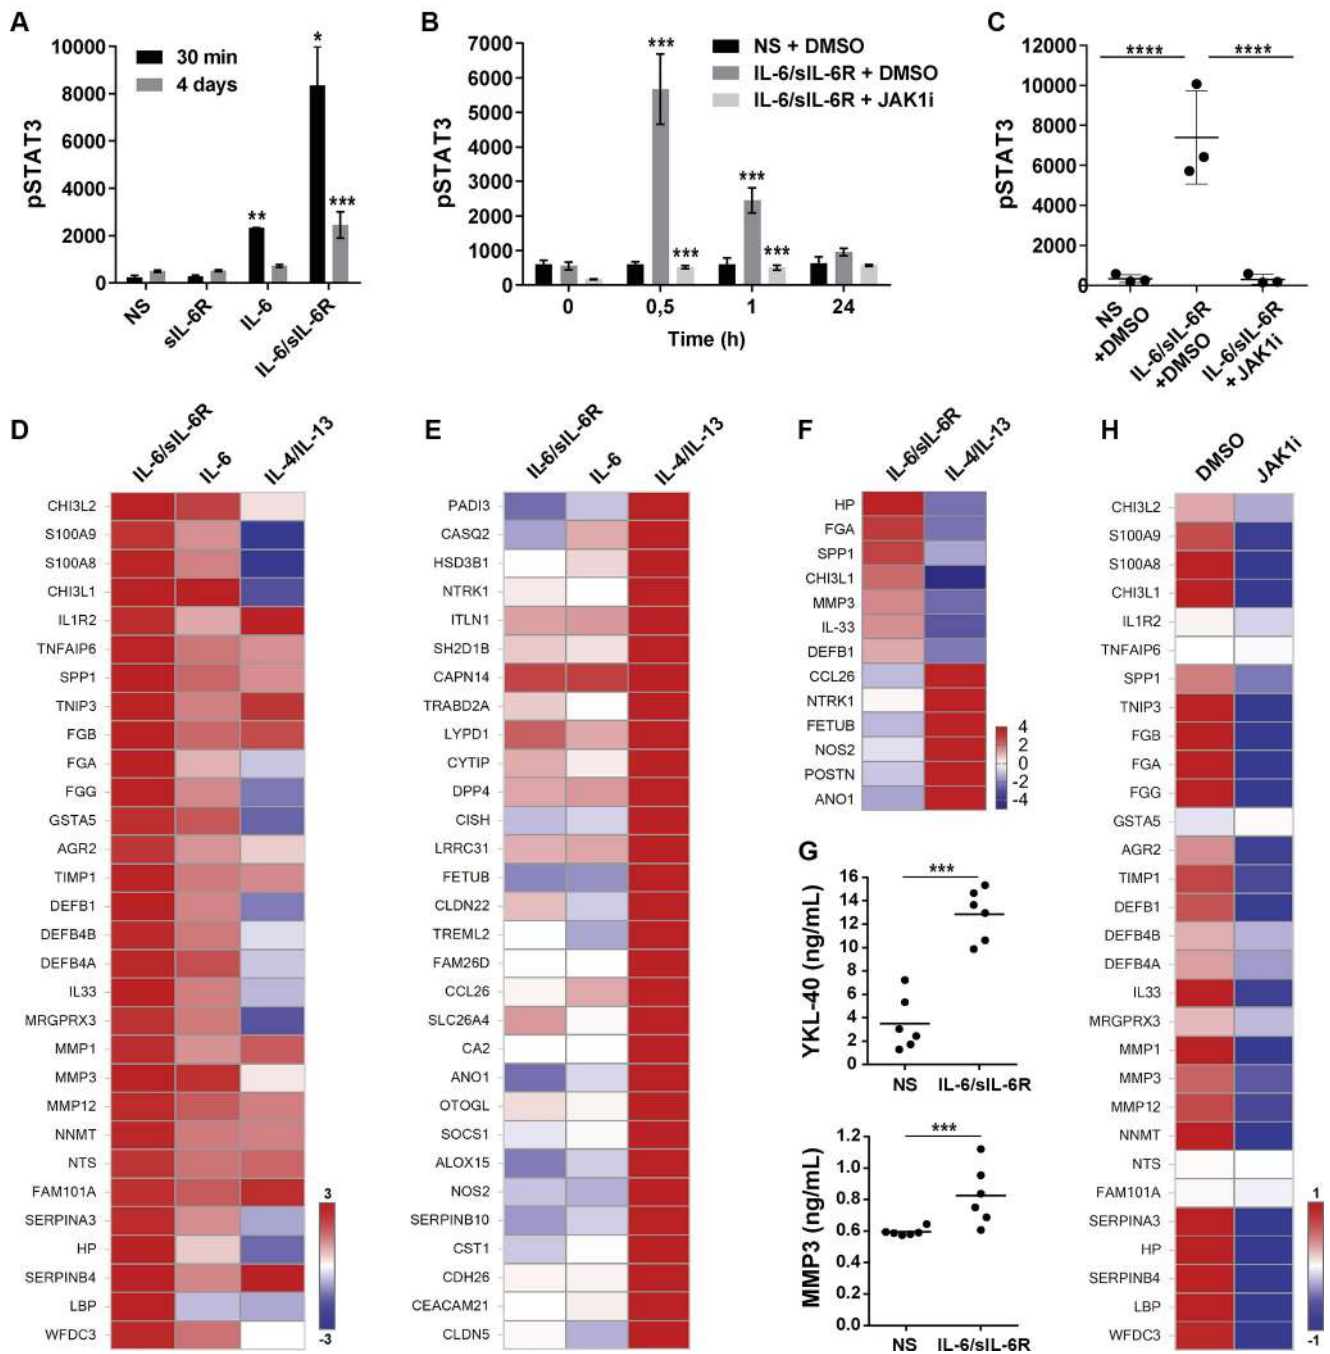 A
pSTAT3
10000
8000
6000
4000
2000
0
30 min
4 days
*
**
***
NS
sIL-6R
IL-6
IL-6/sIL-6R
B
pSTAT3
7000
6000
5000
4000
3000
2000
1000
0
NS + DMSO
IL-6/sIL-6R + DMSO
IL-6/sIL-6R + JAK1i
***
***
***
***
0
0,5
1
24
Time (h)
C
pSTAT3
12000
10000
8000
6000
4000
2000
0
****
****
NS
+DMSO
IL-6/sIL-6R
+DMSO
IL-6/sIL-6R
+JAK1i
D
IL-6/sIL-6R
IL-6
IL-4/IL-13
CHI3L2
S100A9
S100A8
CHI3L1
IL1R2
TNFAIP6
SPP1
TNIP3
FGB
FGA
FGG
GSTA5
AGR2
TIMP1
DEFB1
DEFB4B
DEFB4A
IL33
MRGPRX3
MMP1
MMP3
MMP12
NNMT
NTS
FAM101A
SERPINA3
HP
SERPINB4
LBP
WFDC3
3
-3
E
IL-6/sIL-6R
IL-6
IL-4/IL-13
PADI3
CASQ2
HSD3B1
NTRK1
ITLN1
SH2D1B
CAPN14
TRABD2A
LYPD1
CYTIP
DPP4
CISH
LRRC31
FETUB
CLDN22
TREML2
FAM26D
CCL26
SLC26A4
CA2
ANO1
OTOGL
SOCS1
ALOX15
NOS2
SERPINB10
CST1
CDH26
CEACAM21
CLDN5
F
IL-6/sIL-6R
IL-4/IL-13
HP
FGA
SPP1
CHI3L1
MMP3
IL-33
DEFB1
CCL26
NTRK1
FETUB
NOS2
POSTN
ANO1
4
2
0
-2
-4
G
YKL-40 (ng/mL)
16
14
12
10
8
6
4
2
0
***
NS
IL-6/sIL-6R
MMP3 (ng/mL)
1.2
1.0
0.8
0.6
0.4
0.2
0.0
***
NS
IL-6/sIL-6R
H
DMSO
JAK1i
CHI3L2
S100A9
S100A8
CHI3L1
IL1R2
TNFAIP6
SPP1
TNIP3
FGB
FGA
FGG
GSTA5
AGR2
TIMP1
DEFB1
DEFB4B
DEFB4A
IL33
MRGPRX3
MMP1
MMP3
MMP12
NNMT
NTS
FAM101A
SERPINA3
HP
SERPINB4
LBP
WFDC3
1
-1